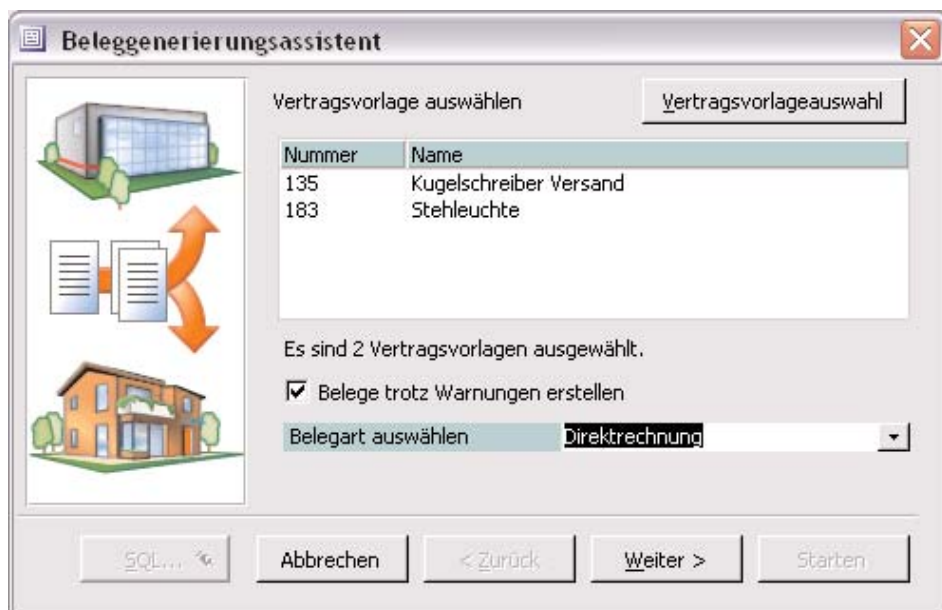 Beleggenerierungsassistent
Vertragsvorlage auswählen
Vertragsvorlageauswahl
Nummer Name
135 Kugelschreiber Versand
183 Stehleuchte
Es sind 2 Vertragsvorlagen ausgewählt.
Belege trotz Warnungen erstellen
Belegart auswählen Direktrechnung
SQL... Abbrechen < Zurück Weiter > Starten